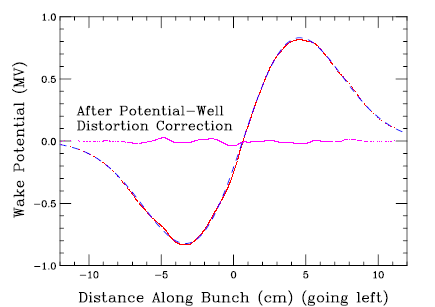 1.0
0.5
0.0
−0.5
−1.0
Wake Potential (MV)
After Potential−Well
Distortion Correction
−10 −5 0 5 10
Distance Along Bunch (cm) (going left)